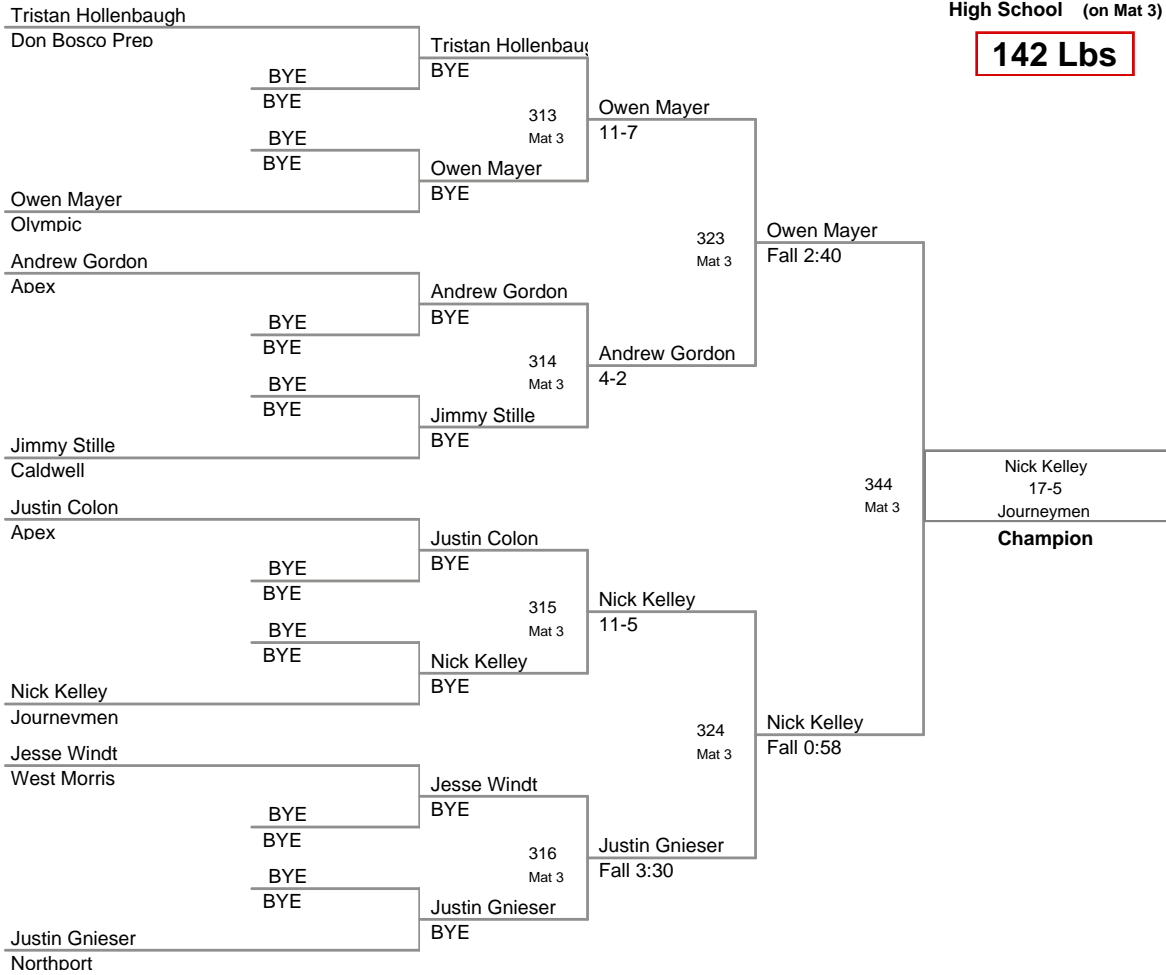 High School (on Mat 3)
142 Lbs
Tristan Hollenbaugh
Don Bosco Prep
Tristan Hollenbaug
BYE
BYE
BYE
313
Mat 3
Owen Mayer
11-7
BYE
BYE
Owen Mayer
BYE
Owen Mayer
Olympic
323
Mat 3
Owen Mayer
Fall 2:40
Andrew Gordon
Apex
Andrew Gordon
BYE
BYE
BYE
314
Mat 3
Andrew Gordon
4-2
BYE
BYE
Jimmy Stille
BYE
Jimmy Stille
Caldwell
344
Mat 3
Nick Kelley
17-5
Journeymen
Champion
Justin Colon
Apex
Justin Colon
BYE
BYE
BYE
315
Mat 3
Nick Kelley
11-5
BYE
BYE
Nick Kelley
BYE
Nick Kelley
Journeymen
324
Mat 3
Nick Kelley
Fall 0:58
Jesse Windt
West Morris
Jesse Windt
BYE
BYE
BYE
316
Mat 3
Justin Gnieser
Fall 3:30
BYE
BYE
Justin Gnieser
BYE
Justin Gnieser
Northport